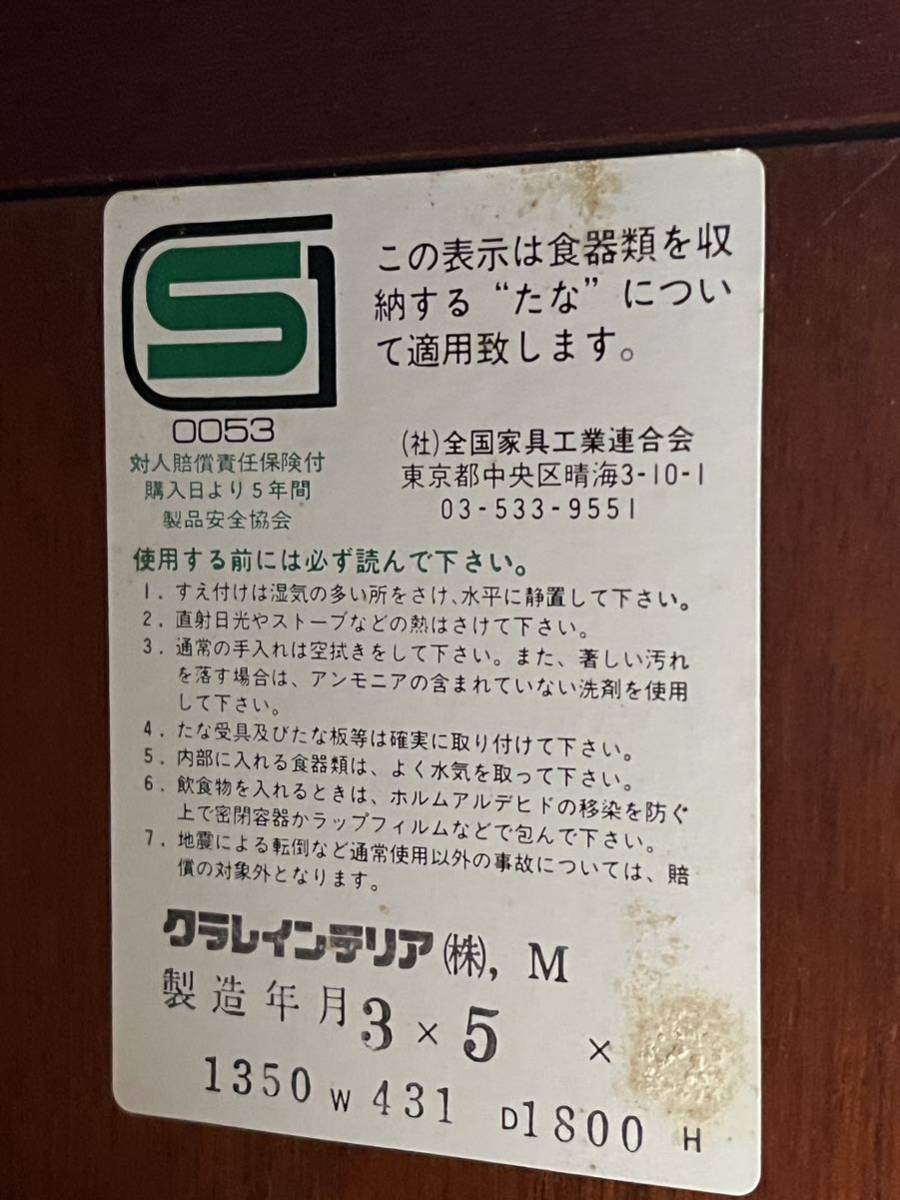 S
0053
対人賠償責任保険付
購入日より5年間
製品安全協会
この表示は食器類を収
納する“たな”につい
て適用致します。
(社)全国家具工業連合会
東京都中央区晴海3-10-1
03-533-9551
使用する前には必ず読んで下さい。
1. すえ付けは湿気の多い所をさけ、水平に静置して下さい。
2. 直射日光やストーブなどの熱はさけて下さい。
3. 通常の手入れは空拭きをして下さい。また、著しい汚れ
を落す場合は、アンモニアの含まれていない洗剤を使用
して下さい。
4. たな受具及びたな板等は確実に取り付けて下さい。
5. 内部に入れる食器類は、よく水気を取って下さい。
6. 飲食物を入れるときは、ホルムアルデヒドの移染を防ぐ
上で密閉容器かラップフィルムなどで包んで下さい。
7. 地震による転倒など通常使用以外の事故については、賠
償の対象外となります。
クラレインテリア(株), M
製造年月3×5 ×
1350 W 431 D1800 H